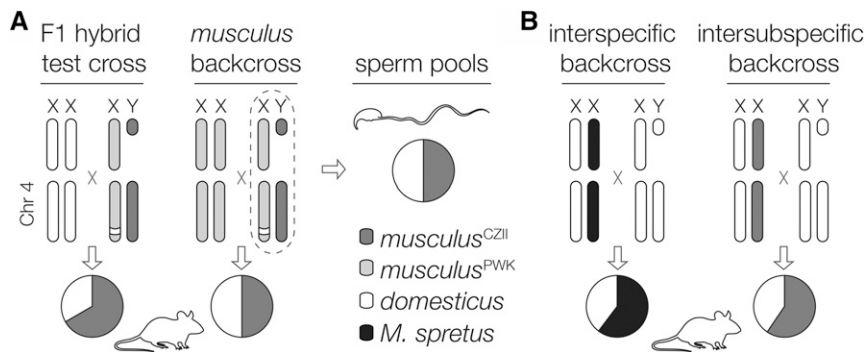 A
F1 hybrid
test cross
musculus
backcross
sperm pools
X X
X Y
X X
X Y
x
x
Chr 4
musculusCZII
musculusPWK
domesticus
M. spretus
B
interspecific
backcross
intersubspecific
backcross
X X
X Y
X X
X Y
x
x